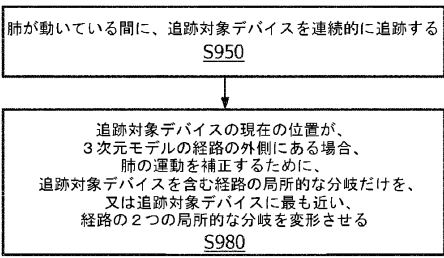 肺が動いている間に、追跡対象デバイスを連続的に追跡する
S950
追跡対象デバイスの現在の位置が、
3次元モデルの経路の外側にある場合、
肺の運動を補正するために、
追跡対象デバイスを含む経路の局所的な分岐だけを、
又は追跡対象デバイスに最も近い、
経路の2つの局所的な分岐を変形させる
S980